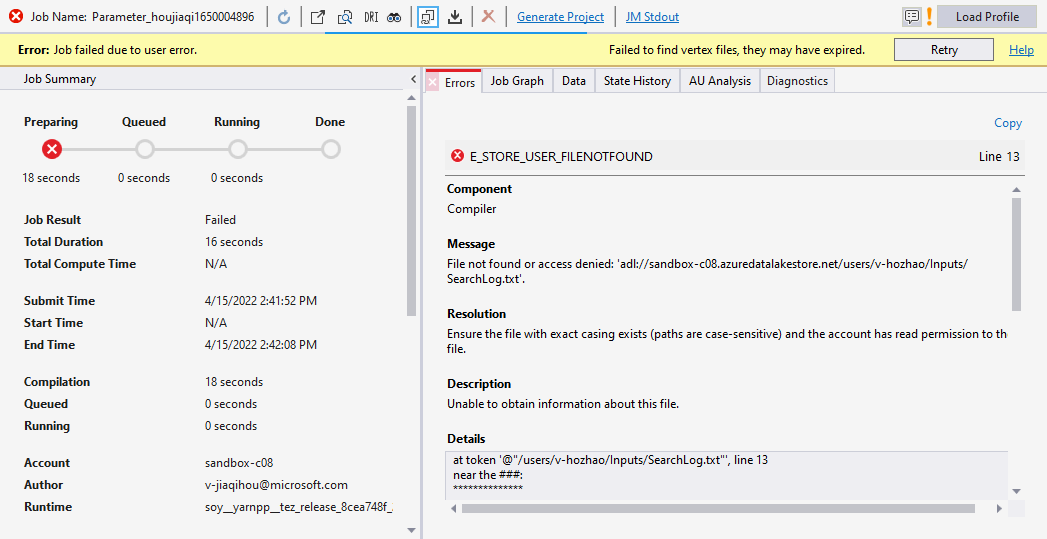 Job Name: Parameter_houjiaqi1650004896
DRI
Generate Project
JM Stdout
Load Profile
Error: Job failed due to user error.
Failed to find vertex files, they may have expired.
Retry
Help
Job Summary
Preparing Queued Running Done
18 seconds 0 seconds 0 seconds
Job Result Failed
Total Duration 16 seconds
Total Compute Time N/A
Submit Time 4/15/2022 2:41:52 PM
Start Time N/A
End Time 4/15/2022 2:42:08 PM
Compilation 18 seconds
Queued 0 seconds
Running 0 seconds
Account sandbox-c08
Author v-jiaqihou@microsoft.com
Runtime soy__yarnpp__tez_release_8cea748f_
Errors Job Graph Data State History AU Analysis Diagnostics
Copy
E_STORE_USER_FILENOTFOUND Line 13
Component
Compiler
Message
File not found or access denied: 'adl://sandbox-c08.azuredatalakestore.net/users/v-hozhao/Inputs/
SearchLog.txt'.
Resolution
Ensure the file with exact casing exists (paths are case-sensitive) and the account has read permission to th
file.
Description
Unable to obtain information about this file.
Details
at token '@"/users/v-hozhao/Inputs/SearchLog.txt"', line 13
near the ###:
**************